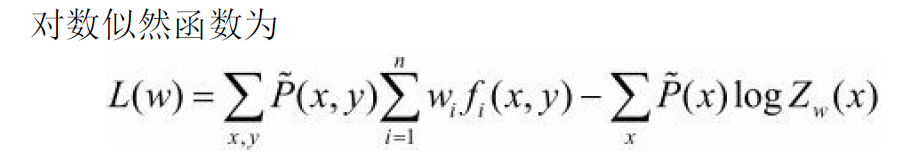 对数似然函数为
L(w) = ∑_{x,y} P̃(x,y) ∑_{i=1}^{n} w_i f_i(x,y) − ∑_{x} P̃(x) log Z_w(x)